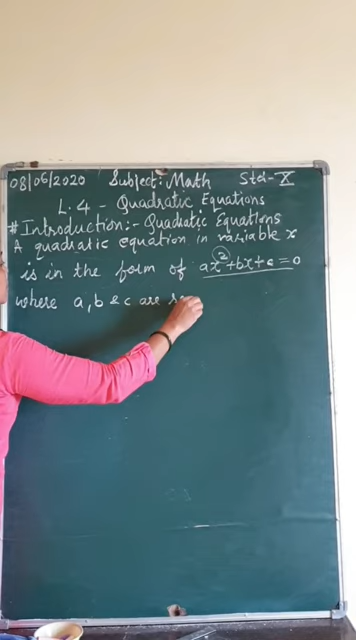 08/06/2020 Subject: Math Std-X
L: 4 - Quadratic Equations
# Introduction:- Quadratic Equations
A quadratic equation in variable x
is in the form of ax²+bx+c=0
where a, b & c are